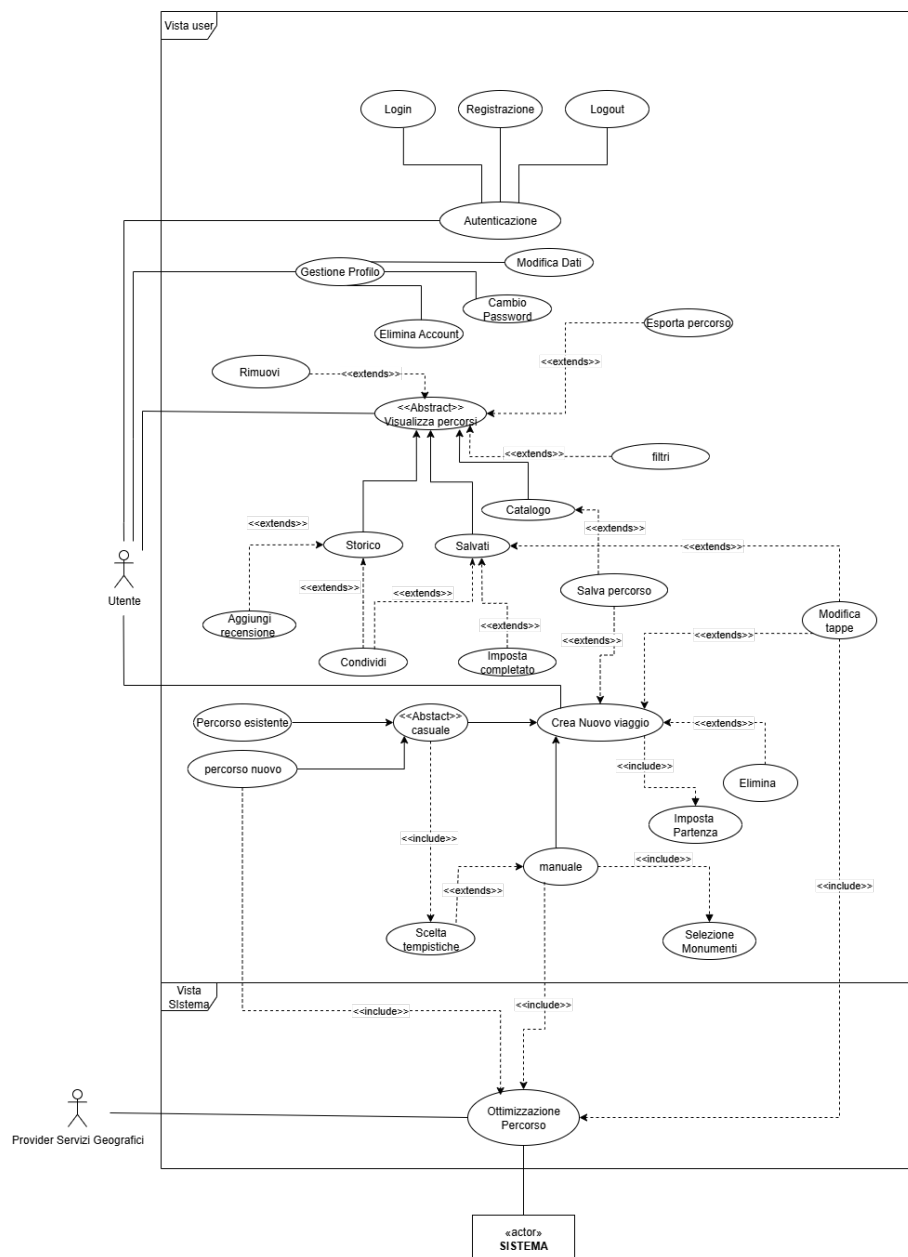 Vista user
Login
Registrazione
Logout
Autenticazione
Gestione Profilo
Modifica Dati
Cambio
Password
Elimina Account
Esporta percorso
<<extends>>
Rimuovi
<<extends>>
<<Abstract>>
Visualizza percorsi
<<extends>>
filtri
Catalogo
<<extends>>
<<extends>>
Storico
Salvati
<<extends>>
Utente
<<extends>>
<<extends>>
Salva percorso
Aggiungi
recensione
<<extends>>
<<extends>>
<<extends>>
Modifica
tappe
Condividi
Imposta
completato
Percorso esistente
<<Abstact>>
casuale
Crea Nuovo viaggio
<<extends>>
percorso nuovo
<<include>>
Elimina
Imposta
Partenza
<<include>>
manuale
<<include>>
<<extends>>
<<include>>
Scelta
tempistiche
Selezione
Monumenti
Vista
SIstema
<<include>>
<<include>>
Ottimizzazione
Percorso
Provider Servizi Geografici
«actor»
SISTEMA